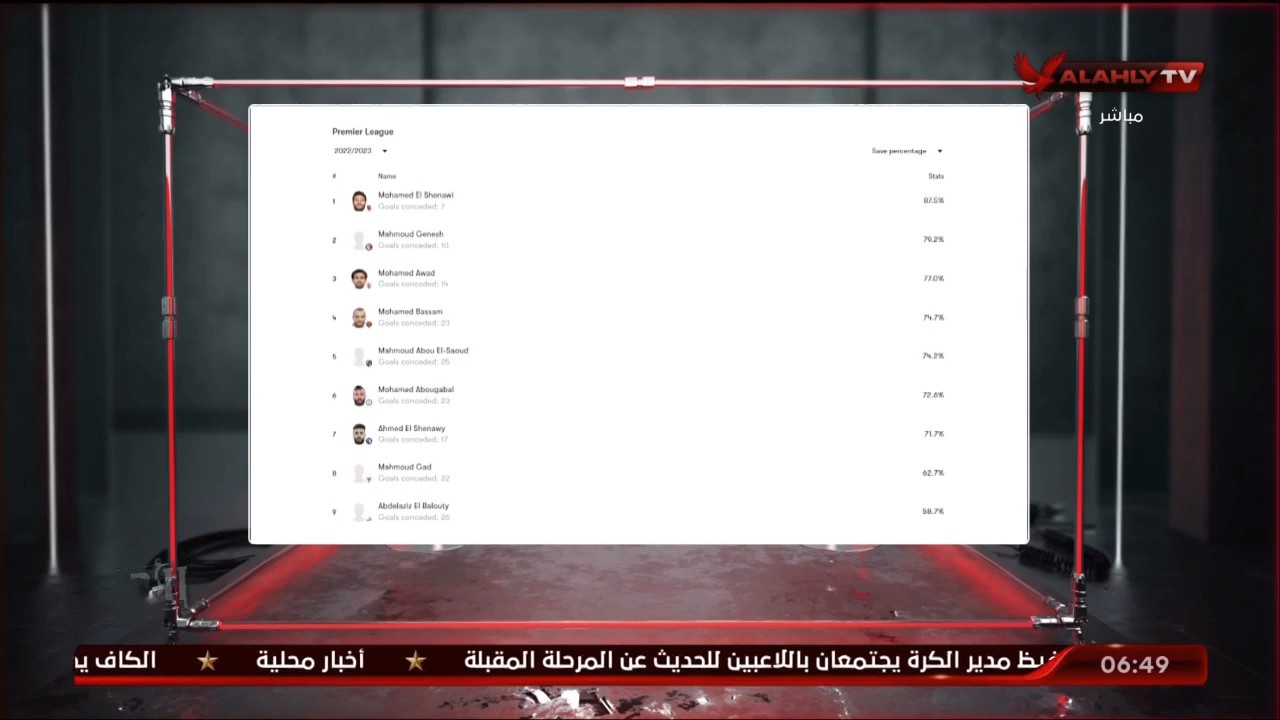 ALAHLY TV
مباشر
Premier League
2022/2023
Save percentage
# Name Stats
1 Mohamed El Shenawi 87.5%
Goals conceded: 7
2 Mahmoud Genesh 79.2%
Goals conceded: 10
3 Mohamed Awad 77.0%
Goals conceded: 14
4 Mohamed Bassam 74.7%
Goals conceded: 23
5 Mahmoud Abou El-Saoud 74.2%
Goals conceded: 25
6 Mohamed Abougabal 72.6%
Goals conceded: 23
7 Ahmed El Shenawy 71.7%
Goals conceded: 17
8 Mahmoud Gad 62.7%
Goals conceded: 22
9 Abdelaziz El Balouty 58.7%
Goals conceded: 26
مدير الكرة يجتمعان باللاعبين للحديث عن المرحلة المقبلة ★ أخبار محلية ★ الكاف
06:49